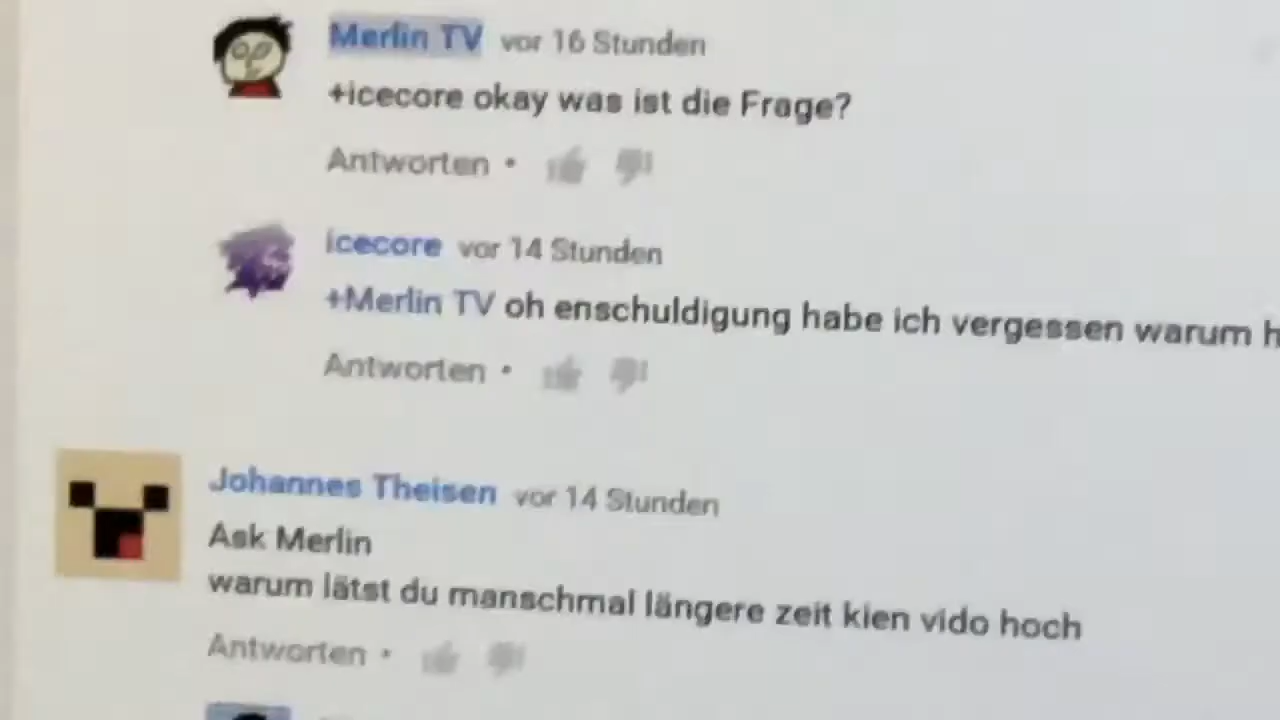 Merlin TV vor 16 Stunden
+icecore okay was ist die Frage?
Antworten •
icecore vor 14 Stunden
+Merlin TV oh enschuldigung habe ich vergessen warum h
Antworten •
Johannes Theisen vor 14 Stunden
Ask Merlin
warum lätst du manschmal längere zeit kien vido hoch
Antworten •